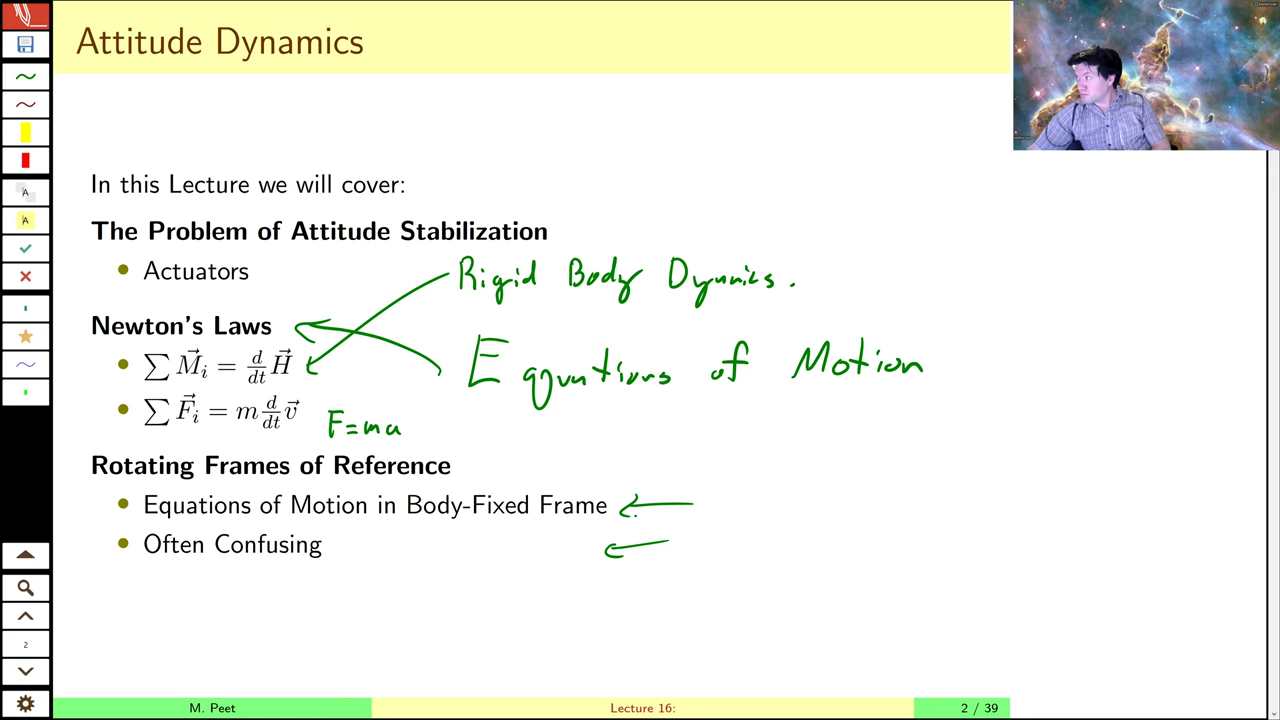 Attitude Dynamics
In this Lecture we will cover:
The Problem of Attitude Stabilization
• Actuators
Rigid Body Dynamics.
Newton's Laws
• ∑ M⃗ᵢ = d/dt H⃗
Equations of Motion
• ∑ F⃗ᵢ = m d/dt v⃗
F=ma
Rotating Frames of Reference
• Equations of Motion in Body-Fixed Frame
• Often Confusing
A
A
2
M. Peet
Lecture 16:
2 / 39